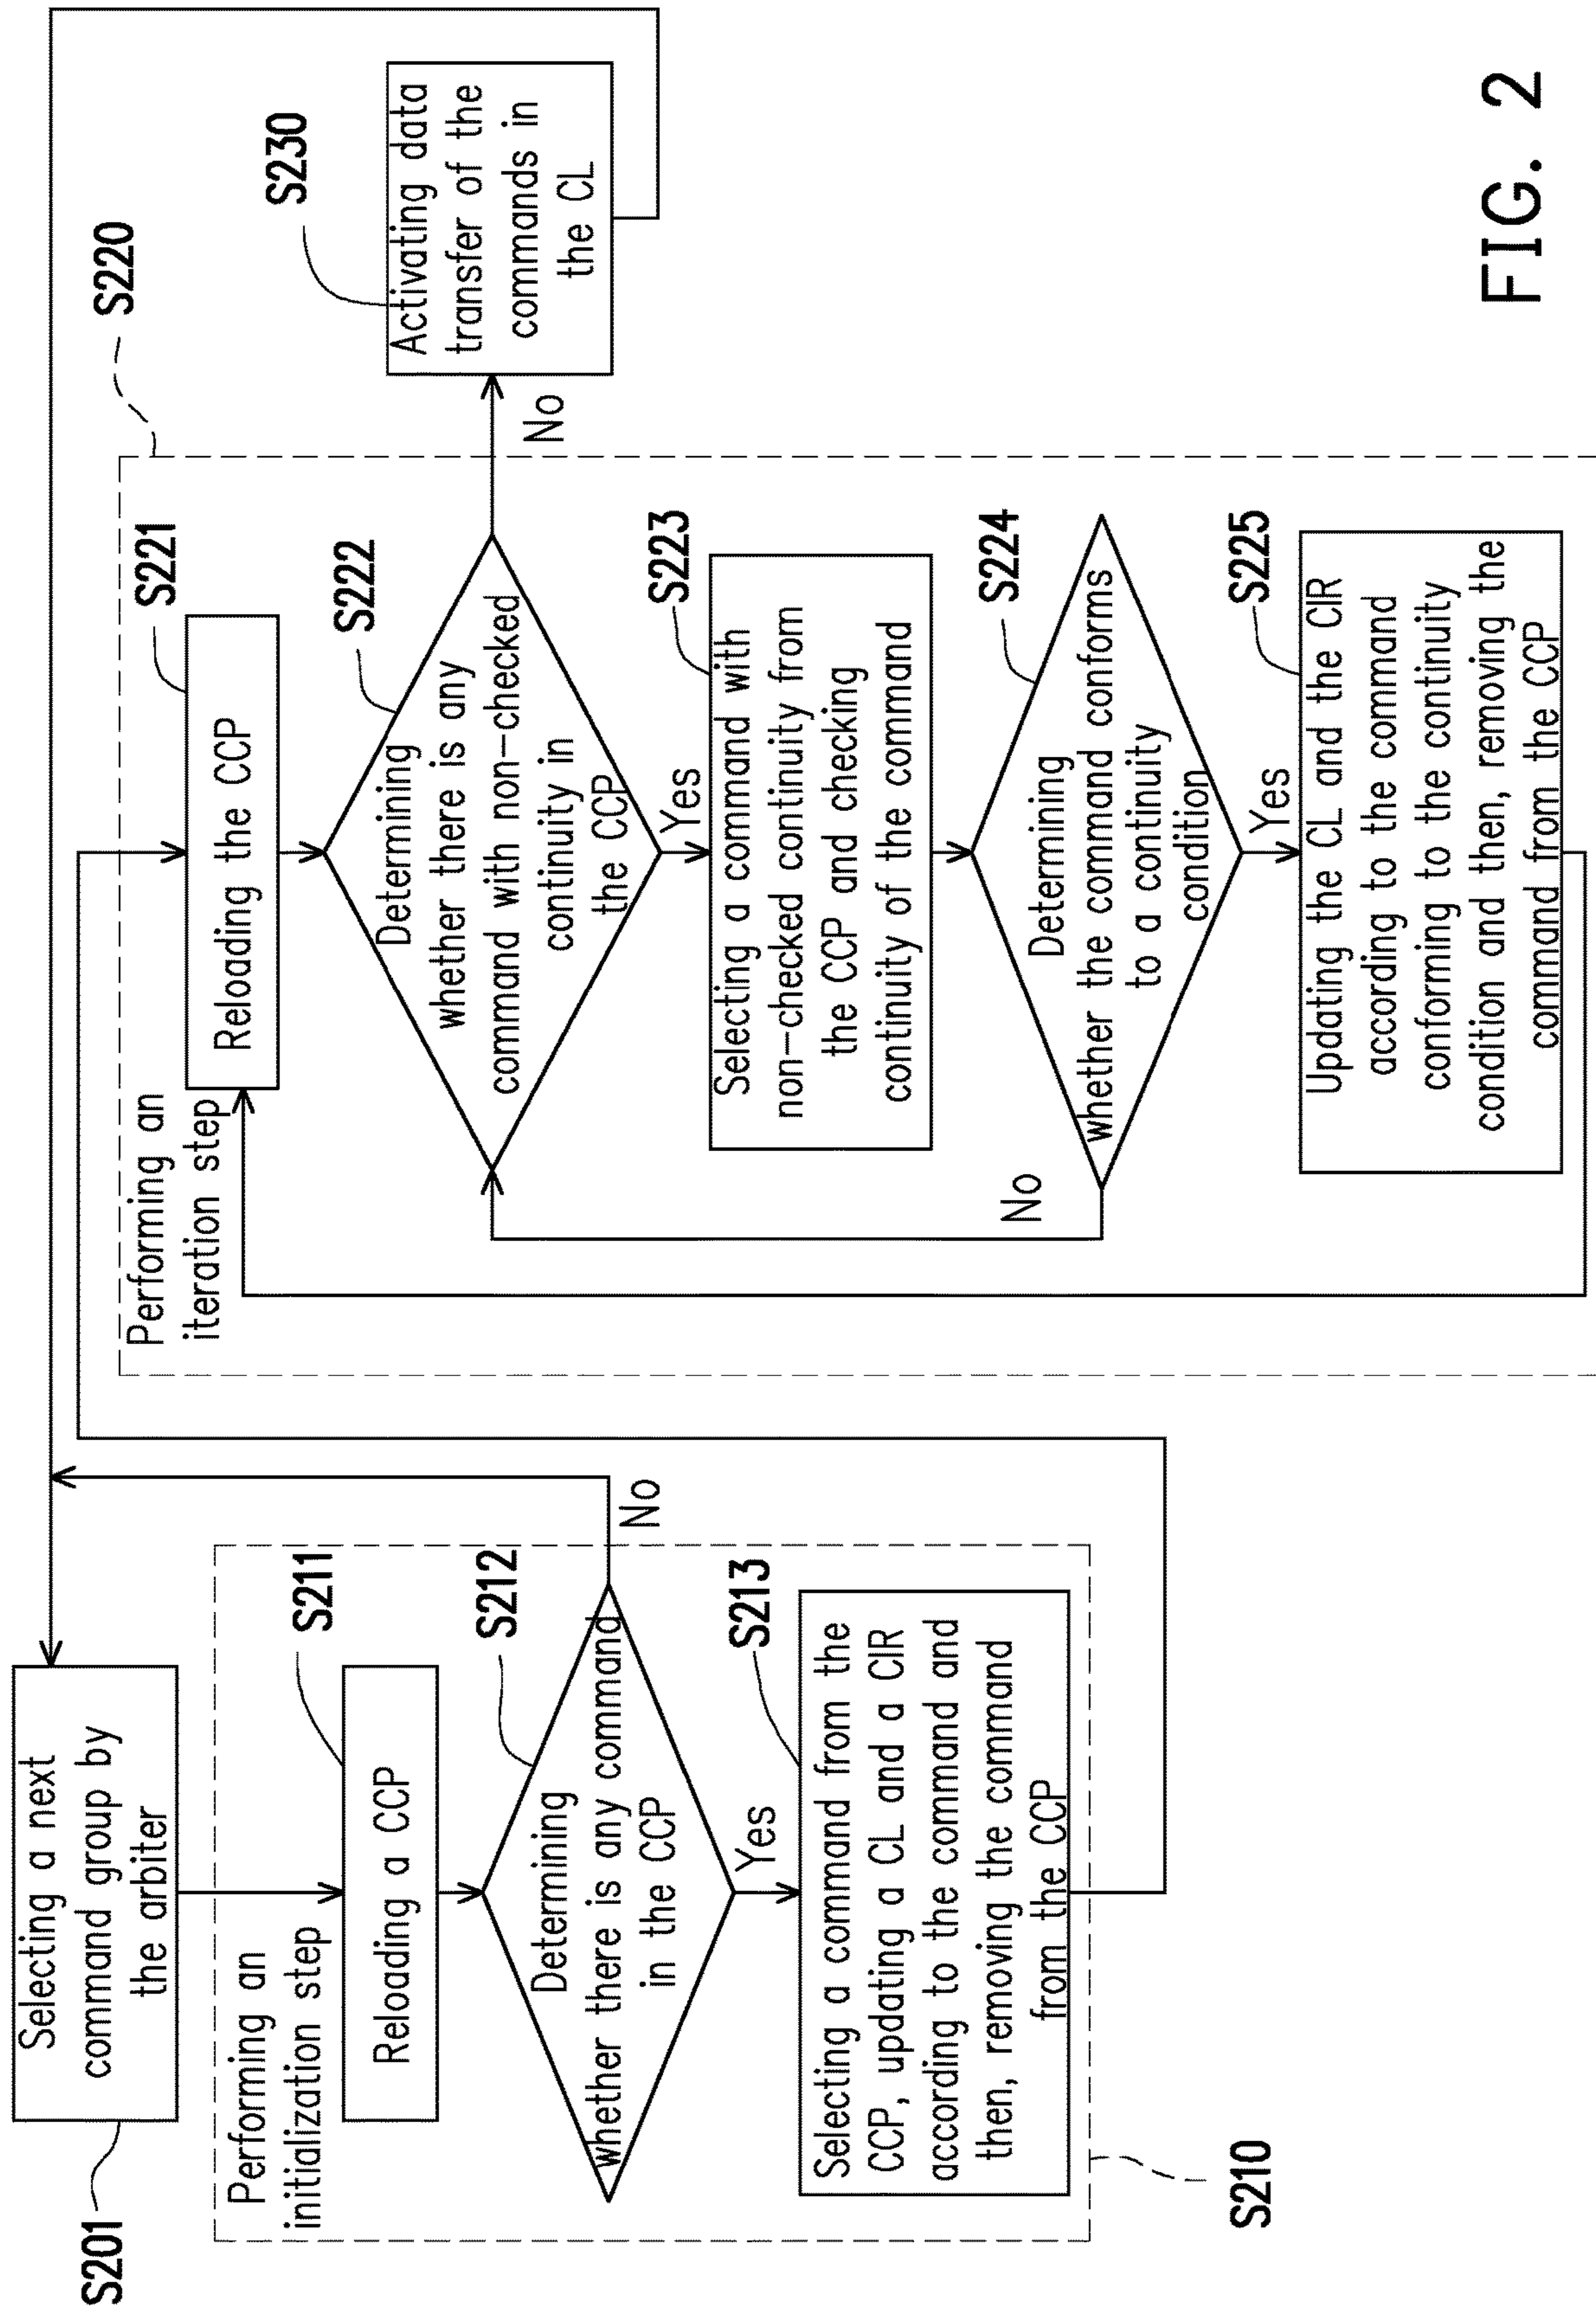 S201
Selecting a next
command group by
the arbiter
Performing an
initialization step
S211
Reloading a CCP
S212
Determining
whether there is any command
in the CCP
No
Yes
S213
Selecting a command from the
CCP, updating a CL and a CIR
according to the command and
then, removing the command
from the CCP
S210
S220
Performing an
iteration step
S221
Reloading the CCP
S222
Determining
whether there is any
command with non-checked
continuity in
the CCP
No
Yes
S230
Activating data
transfer of the
commands in
the CL
S223
Selecting a command with
non-checked continuity from
the CCP and checking
continuity of the command
S224
Determining
whether the command conforms
to a continuity
condition
No
Yes
S225
Updating the CL and the CIR
according to the command
conforming to the continuity
condition and then, removing the
command from the CCP
FIG. 2